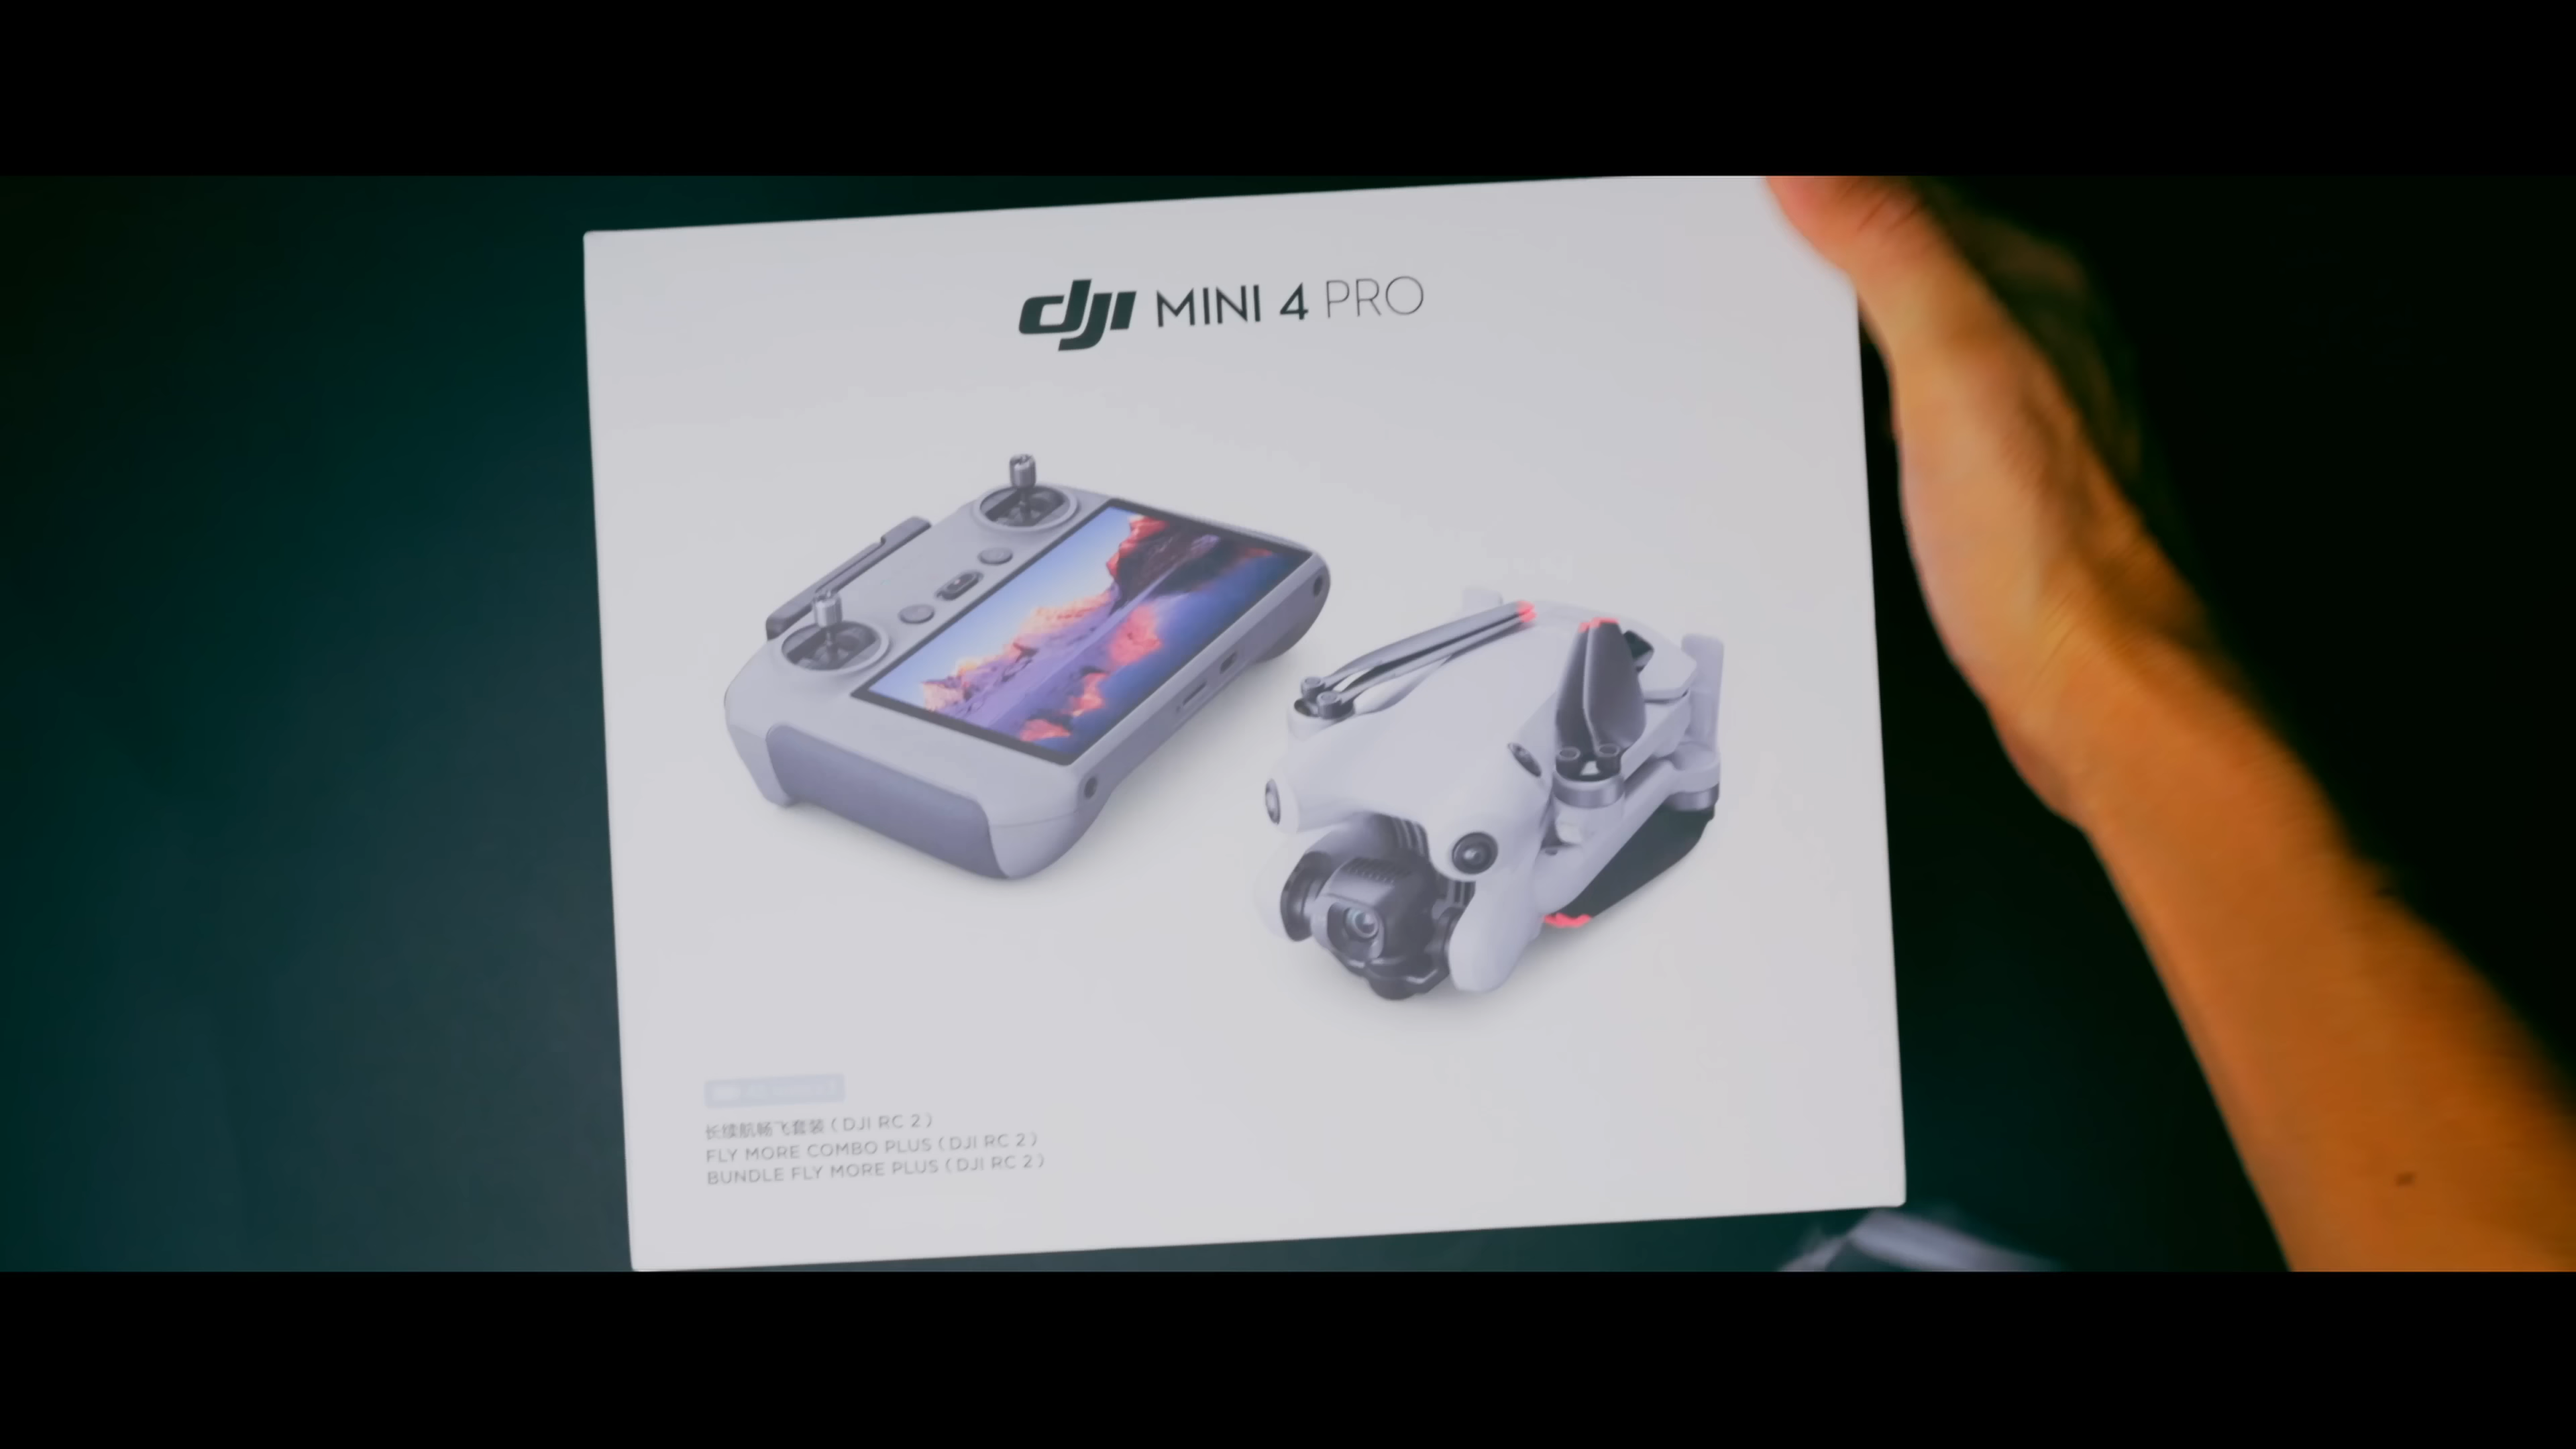 dji MINI 4 PRO
长续航畅飞套装（DJI RC 2）
FLY MORE COMBO PLUS (DJI RC 2)
BUNDLE FLY MORE PLUS (DJI RC 2)